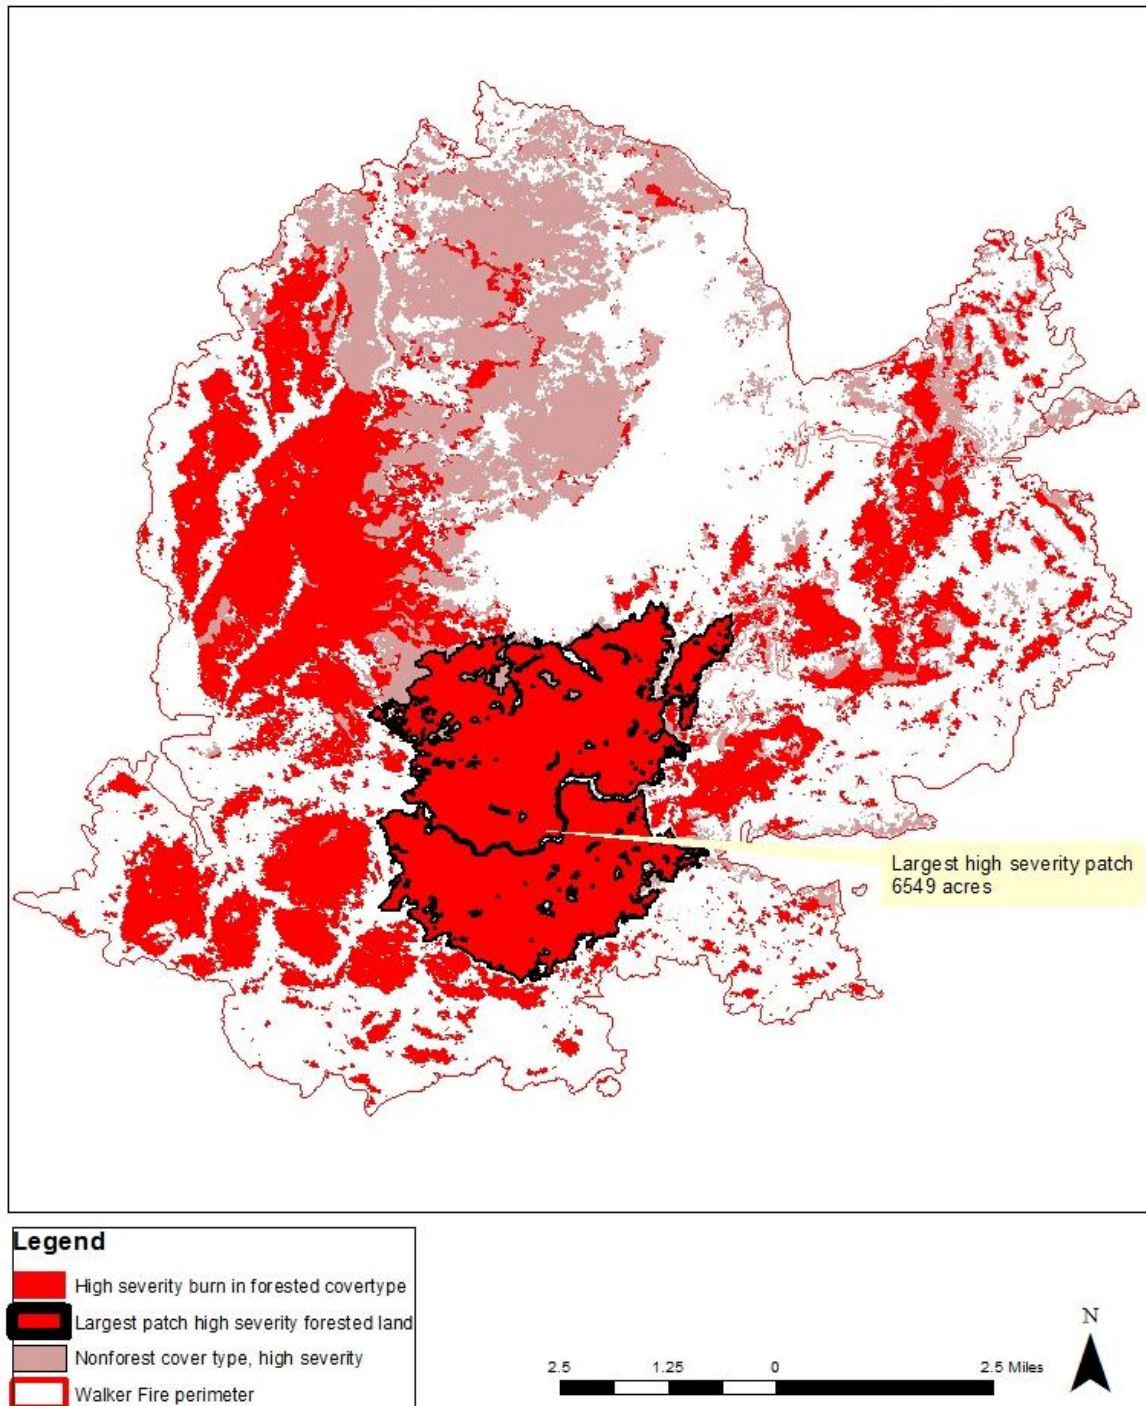 Largest high severity patch
6549 acres
Legend
High severity burn in forested covertype
Largest patch high severity forested land
Nonforest cover type, high severity
Walker Fire perimeter
2.5 1.25 0 2.5 Miles
N